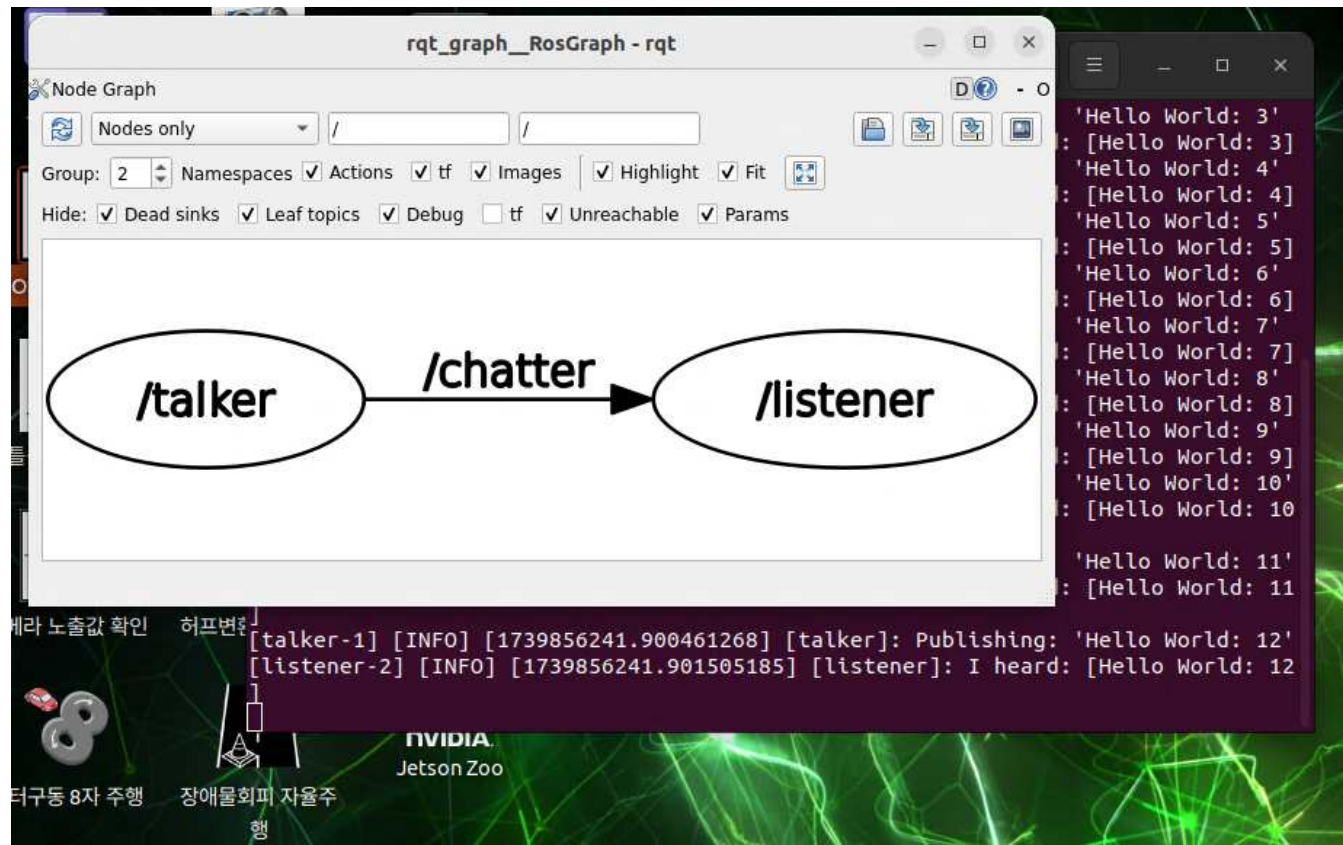 rqt_graph__RosGraph - rqt
Node Graph
D
- O
Nodes only
/
/
Group: 2 Namespaces Actions tf Images Highlight Fit
Hide: Dead sinks Leaf topics Debug tf Unreachable Params
/talker
/chatter
/listener
'Hello World: 3'
: [Hello World: 3]
'Hello World: 4'
: [Hello World: 4]
'Hello World: 5'
: [Hello World: 5]
'Hello World: 6'
: [Hello World: 6]
'Hello World: 7'
: [Hello World: 7]
'Hello World: 8'
: [Hello World: 8]
'Hello World: 9'
: [Hello World: 9]
'Hello World: 10'
: [Hello World: 10
'Hello World: 11'
: [Hello World: 11
]
[talker-1] [INFO] [1739856241.900461268] [talker]: Publishing: 'Hello World: 12'
[listener-2] [INFO] [1739856241.901505185] [listener]: I heard: [Hello World: 12
]
노출값 확인
허프변환
NVIDIA.
Jetson Zoo
8자 주행
장애물회피 자율주
행